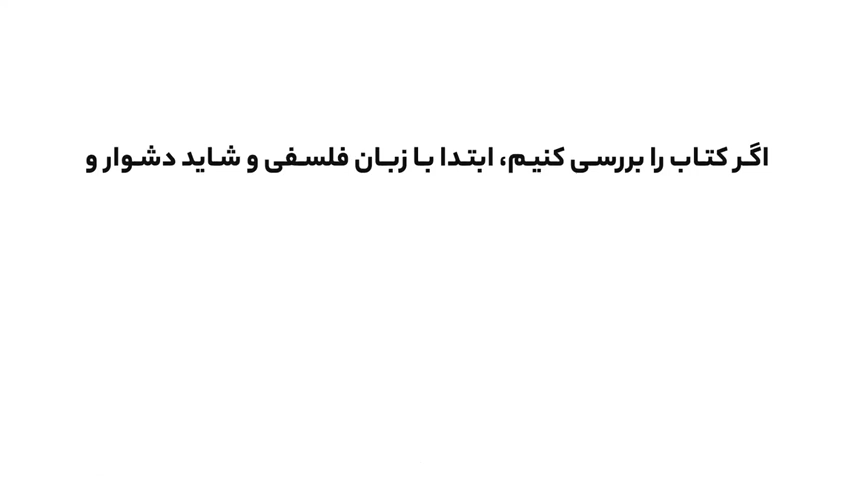 اگر کتاب را بررسی کنیم، ابتدا با زبان فلسفی و شاید دشوار و